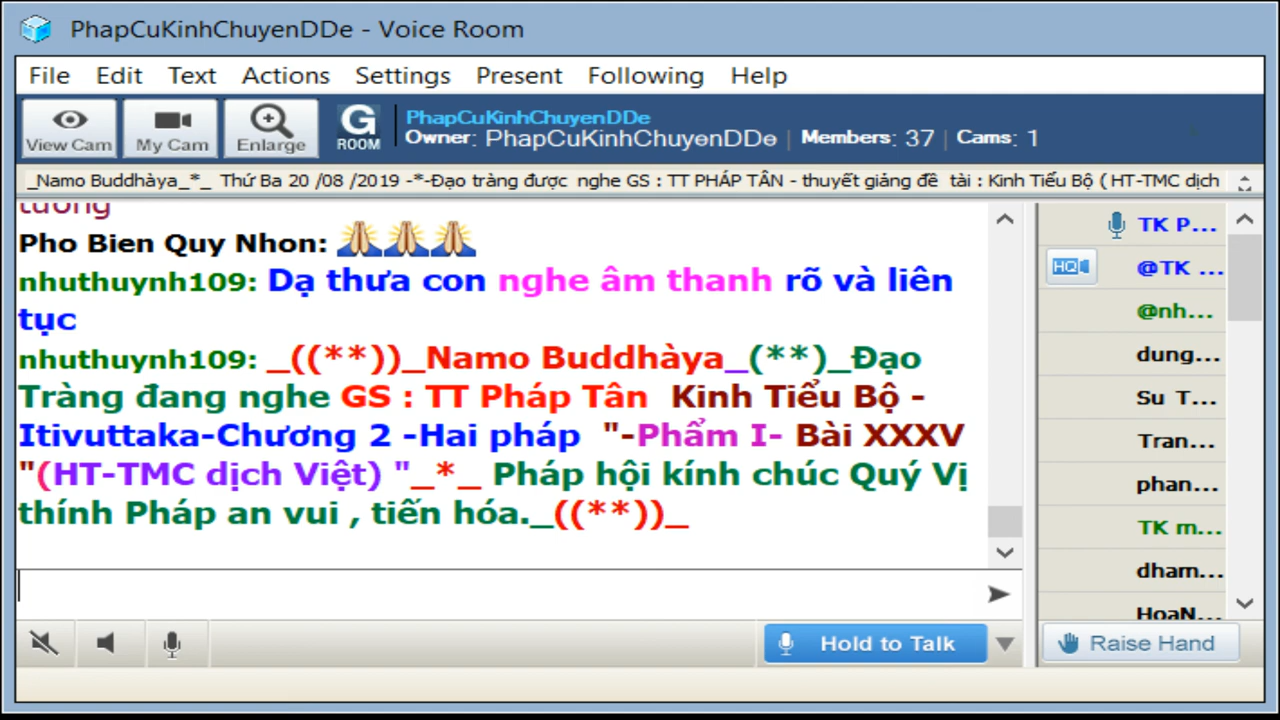 PhapCuKinhChuyenDDe - Voice Room
File Edit Text Actions Settings Present Following Help
View Cam My Cam Enlarge G ROOM
PhapCuKinhChuyenDDe
Owner: PhapCuKinhChuyenDDe | Members: 37 | Cams: 1
_Namo Buddhàya_*_ Thứ Ba 20 /08 /2019 -*-Đạo tràng được nghe GS : TT PHÁP TÂN - thuyết giảng đề tài : Kinh Tiểu Bộ ( HT-TMC dịch
tường
Pho Bien Quy Nhon: 🙏🙏🙏
nhuthuynh109: Dạ thưa con nghe âm thanh rõ và liên
tục
nhuthuynh109: _((**))_Namo Buddhàya_(**)_Đạo
Tràng đang nghe GS : TT Pháp Tân Kinh Tiểu Bộ -
Itivuttaka-Chương 2 -Hai pháp "-Phẩm I- Bài XXXV
"(HT-TMC dịch Việt) "_*_ Pháp hội kính chúc Quý Vị
thính Pháp an vui , tiến hóa._((**))_
TK P...
HQ @TK ...
@nh...
dung...
Su T...
Tran...
phan...
TK m...
dham...
HoaN...
Hold to Talk
Raise Hand